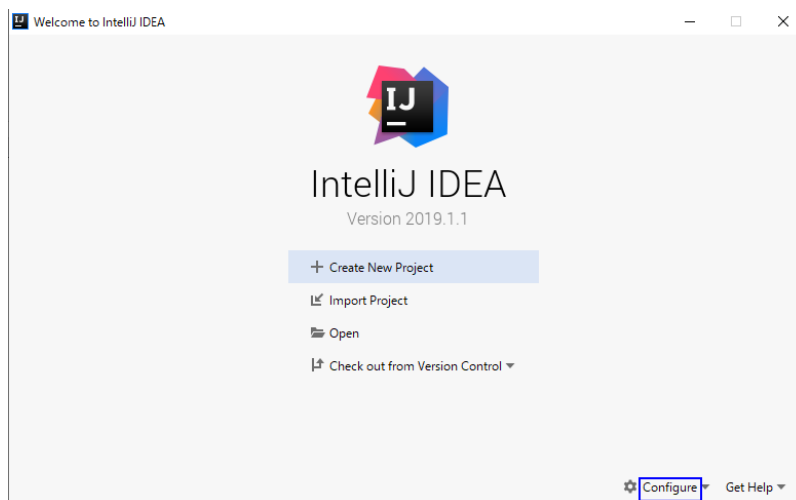 Welcome to IntelliJ IDEA
IJ
IntelliJ IDEA
Version 2019.1.1
Create New Project
Import Project
Open
Check out from Version Control
Configure Get Help